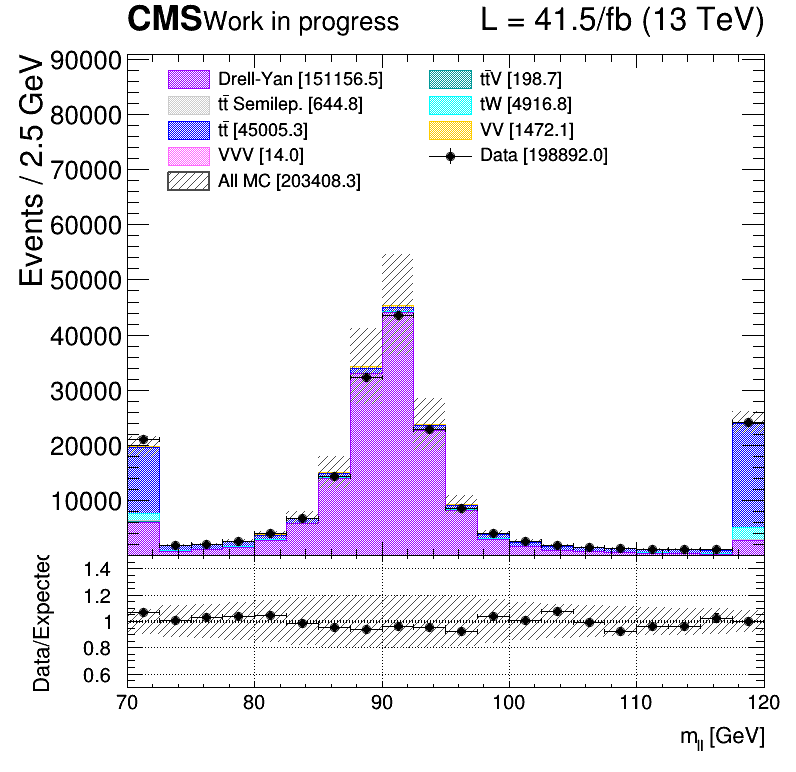 CMS Work in progress L = 41.5/fb (13 TeV)
Events / 2.5 GeV
90000
80000
70000
60000
50000
40000
30000
20000
10000
Drell-Yan [151156.5]
tt̄ Semilep. [644.8]
tt̄ [45005.3]
VVV [14.0]
All MC [203408.3]
tt̄V [198.7]
tW [4916.8]
VV [1472.1]
Data [198892.0]
Data/Expected
1.4
1.2
1
0.8
0.6
70 80 90 100 110 120
m_ll [GeV]